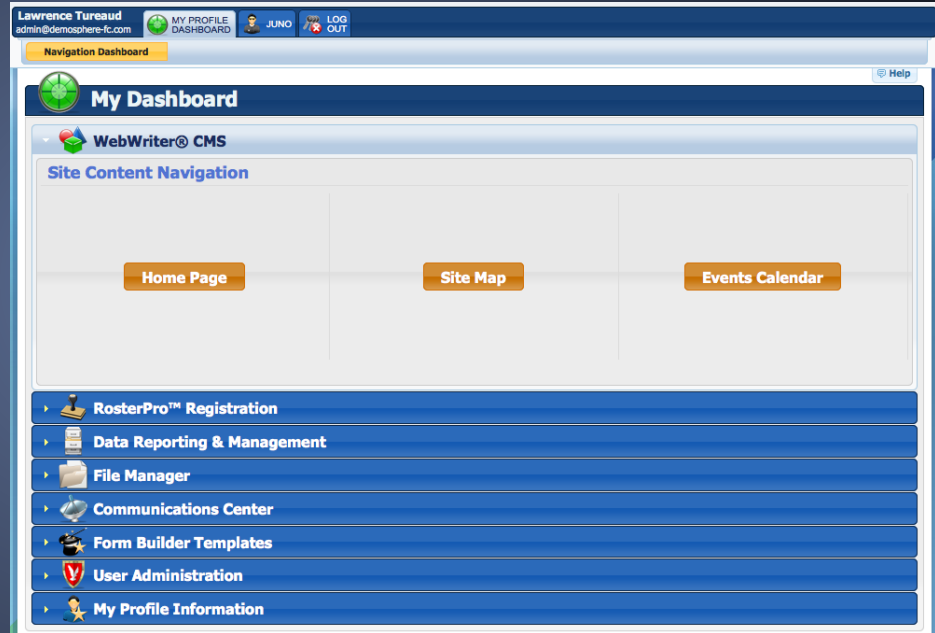 Lawrence Tureaud
admin@demosphere-fc.com
MY PROFILE
DASHBOARD
JUNO
LOG
OUT
Navigation Dashboard
Help
My Dashboard
WebWriter® CMS
Site Content Navigation
Home Page
Site Map
Events Calendar
RosterPro™ Registration
Data Reporting & Management
File Manager
Communications Center
Form Builder Templates
User Administration
My Profile Information